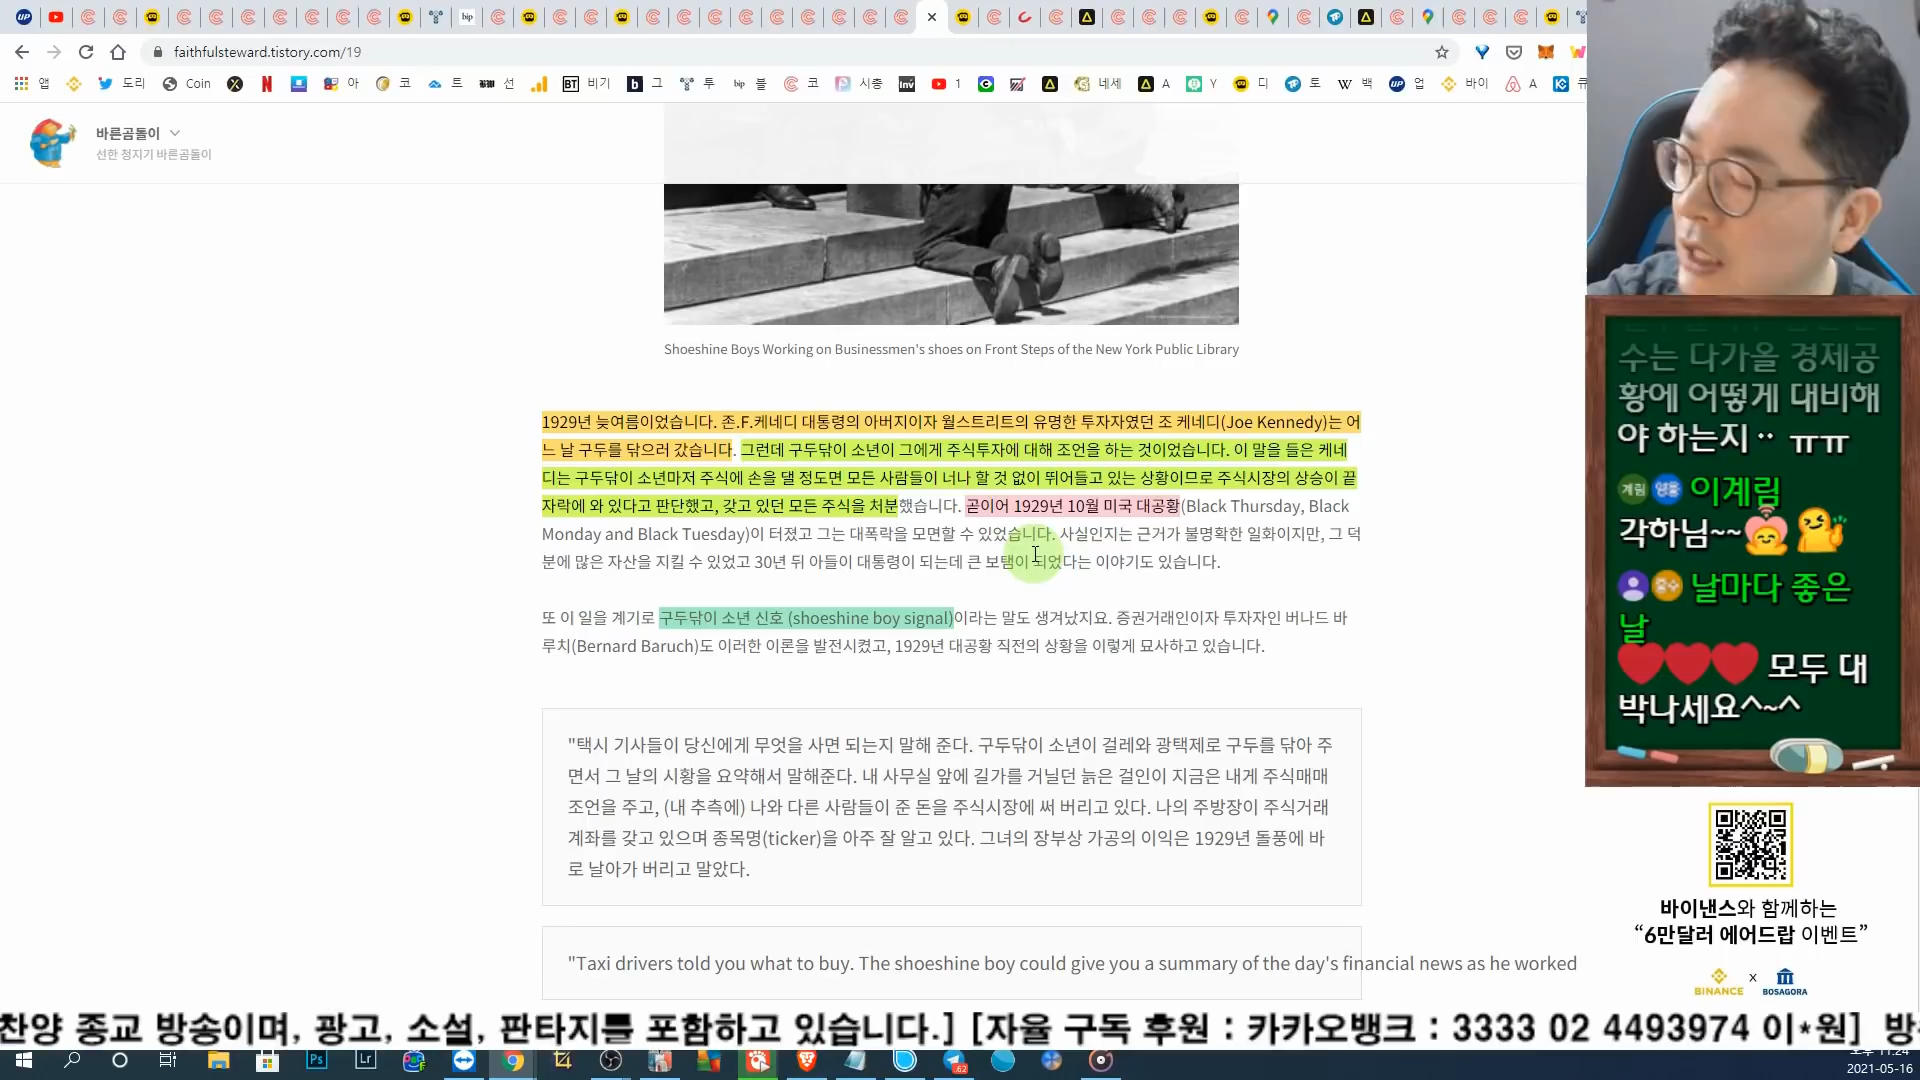 faithfulsteward.tistory.com/19
앱
도리
Coin
아
코
트
선
비기
그
투
블
코
시총
1
네세
A
Y
디
토
백
업
바이
A
큐
바른곰돌이
선한 청지기 바른곰돌이
Shoeshine Boys Working on Businessmen's shoes on Front Steps of the New York Public Library
1929년 늦여름이었습니다. 존.F.케네디 대통령의 아버지이자 월스트리트의 유명한 투자자였던 조 케네디(Joe Kennedy)는 어
느 날 구두를 닦으러 갔습니다. 그런데 구두닦이 소년이 그에게 주식투자에 대해 조언을 하는 것이었습니다. 이 말을 들은 케네
디는 구두닦이 소년마저 주식에 손을 댈 정도면 모든 사람들이 너나 할 것 없이 뛰어들고 있는 상황이므로 주식시장의 상승이 끝
자락에 와 있다고 판단했고, 갖고 있던 모든 주식을 처분했습니다. 곧이어 1929년 10월 미국 대공황(Black Thursday, Black
Monday and Black Tuesday)이 터졌고 그는 대폭락을 모면할 수 있었습니다. 사실인지는 근거가 불명확한 일화이지만, 그 덕
분에 많은 자산을 지킬 수 있었고 30년 뒤 아들이 대통령이 되는데 큰 보탬이 되었다는 이야기도 있습니다.
또 이 일을 계기로 구두닦이 소년 신호 (shoeshine boy signal)이라는 말도 생겨났지요. 증권거래인이자 투자자인 버나드 바
루치(Bernard Baruch)도 이러한 이론을 발전시켰고, 1929년 대공황 직전의 상황을 이렇게 묘사하고 있습니다.
"택시 기사들이 당신에게 무엇을 사면 되는지 말해 준다. 구두닦이 소년이 걸레와 광택제로 구두를 닦아 주
면서 그 날의 시황을 요약해서 말해준다. 내 사무실 앞에 길가를 거닐던 늙은 걸인이 지금은 내게 주식매매
조언을 주고, (내 추측에) 나와 다른 사람들이 준 돈을 주식시장에 써 버리고 있다. 나의 주방장이 주식거래
계좌를 갖고 있으며 종목명(ticker)을 아주 잘 알고 있다. 그녀의 장부상 가공의 이익은 1929년 돌풍에 바
로 날아가 버리고 말았다.
"Taxi drivers told you what to buy. The shoeshine boy could give you a summary of the day's financial news as he worked
수는 다가올 경제공
황에 어떻게 대비해
야 하는지.. ㅠㅠ
계림 영웅 이계림
각하님~~
날마다 좋은
날
모두 대
박나세요^~^
바이낸스와 함께하는
“6만달러 에어드랍 이벤트”
BINANCE x BOSAGORA
찬양 종교 방송이며, 광고, 소설, 판타지를 포함하고 있습니다.] [자율 구독 후원 : 카카오뱅크 : 3333 02 4493974 이*원] 방
오후 11:24
2021-05-16